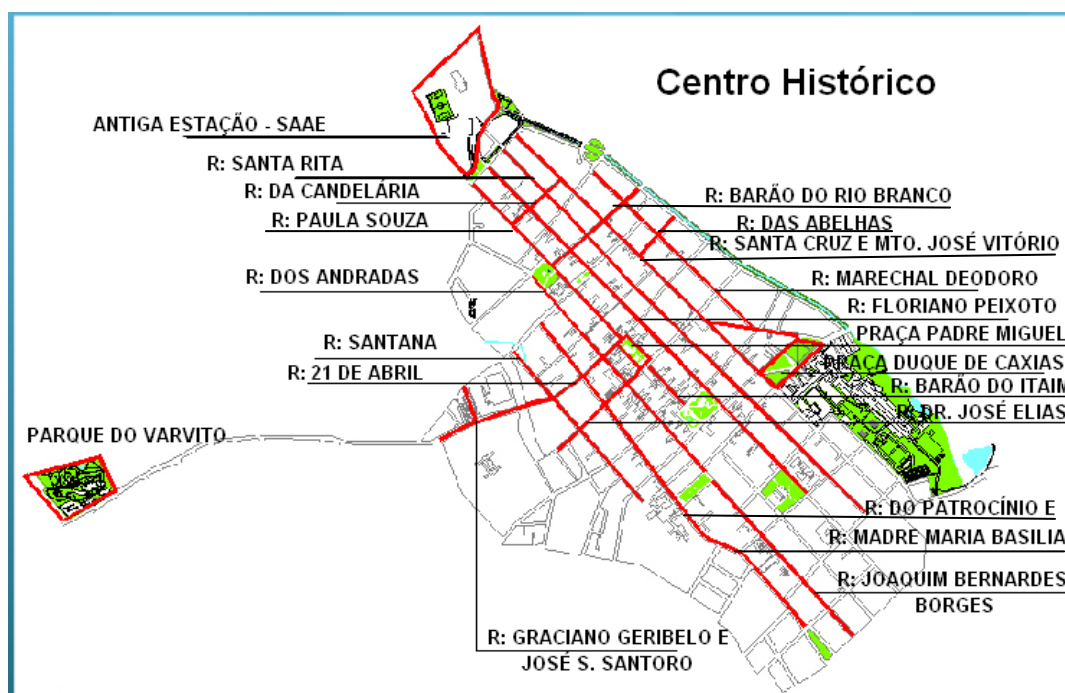 Centro Histórico
ANTIGA ESTAÇÃO - SAAE
R: SANTA RITA
R: DA CANDELÁRIA
R: PAULA SOUZA
R: DOS ANDRADAS
R: SANTANA
R: 21 DE ABRIL
PARQUE DO VARVITO
R: BARÃO DO RIO BRANCO
R: DAS ABELHAS
R: SANTA CRUZ E MTO. JOSÉ VITÓRIO
R: MARECHAL DEODORO
R: FLORIANO PEIXOTO
PRAÇA PADRE MIGUEL
PRAÇA DUQUE DE CAXIAS
R: BARÃO DO ITAIM
R: DR. JOSÉ ELIAS
R: DO PATROCÍNIO E
R: MADRE MARIA BASILIA
R: JOAQUIM BERNARDES
BORGES
R: GRACIANO GERIBELO E
JOSÉ S. SANTORO